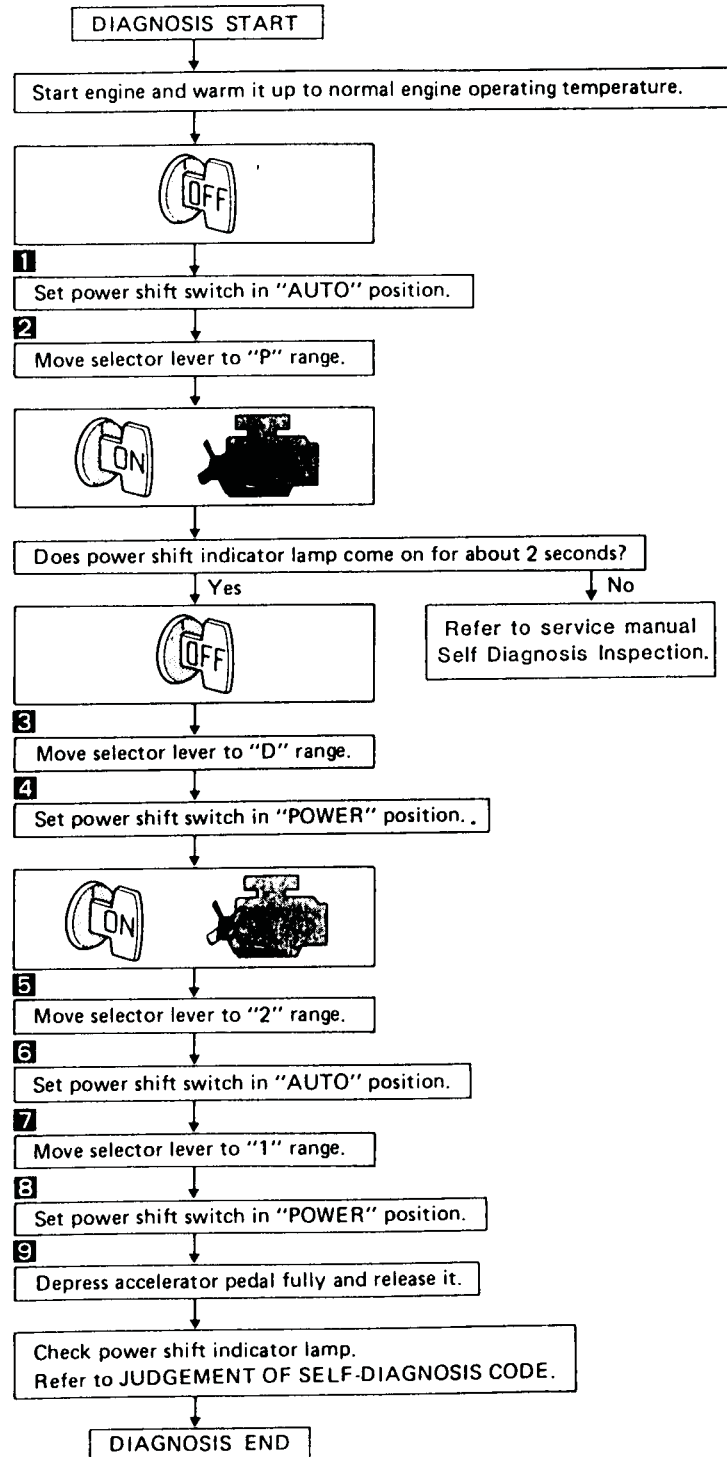 DIAGNOSIS START
Start engine and warm it up to normal engine operating temperature.
OFF
1
Set power shift switch in "AUTO" position.
2
Move selector lever to "P" range.
ON
Does power shift indicator lamp come on for about 2 seconds?
Yes
No
OFF
Refer to service manual
Self Diagnosis Inspection.
3
Move selector lever to "D" range.
4
Set power shift switch in "POWER" position. .
ON
5
Move selector lever to "2" range.
6
Set power shift switch in "AUTO" position.
7
Move selector lever to "1" range.
8
Set power shift switch in "POWER" position.
9
Depress accelerator pedal fully and release it.
Check power shift indicator lamp.
Refer to JUDGEMENT OF SELF-DIAGNOSIS CODE.
DIAGNOSIS END